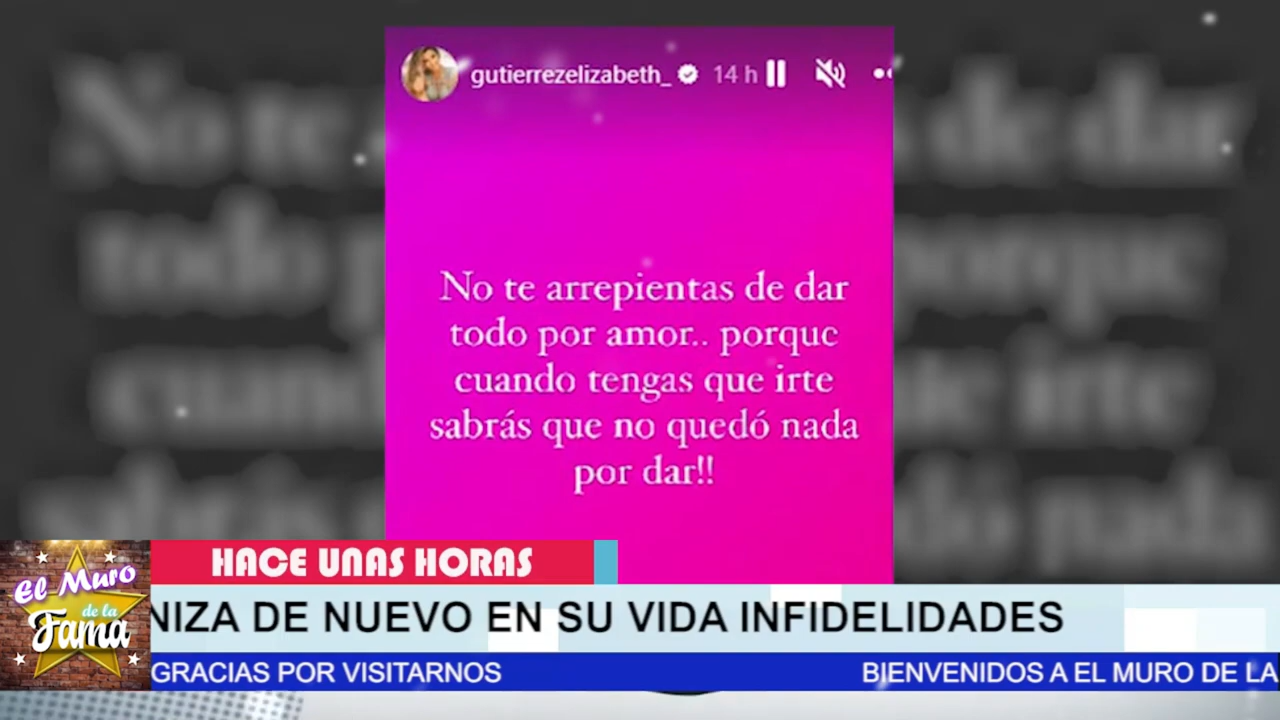 gutierrezelizabeth_ 14 h
No te arrepientas de dar
todo por amor.. porque
cuando tengas que irte
sabrás que no quedó nada
por dar!!
HACE UNAS HORAS
El Muro
de la
Fama
NIZA DE NUEVO EN SU VIDA INFIDELIDADES
GRACIAS POR VISITARNOS BIENVENIDOS A EL MURO DE LA